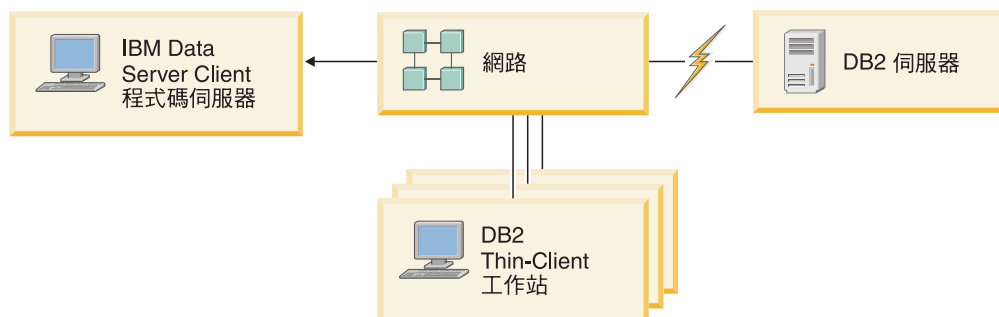 IBM Data
Server Client
程式碼伺服器
網路
DB2 伺服器
DB2
Thin-Client
工作站